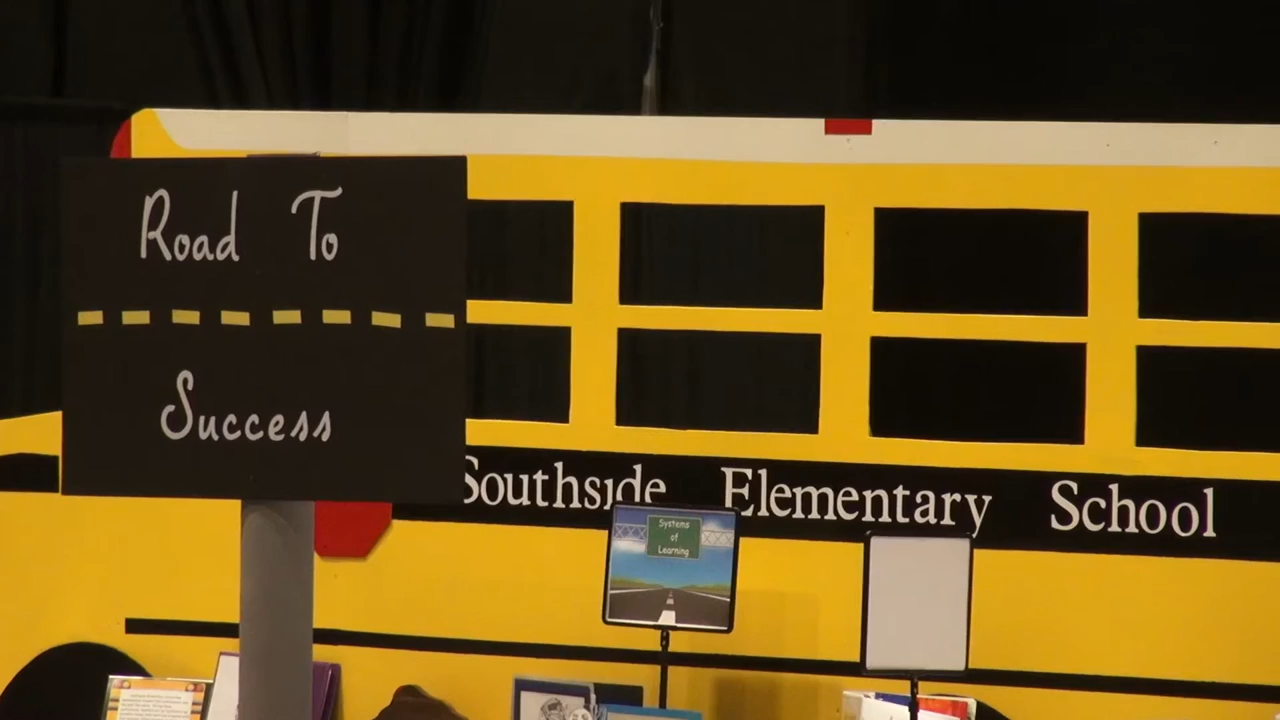 Road To
Success
Southside Elementary School
Systems
of
Learning